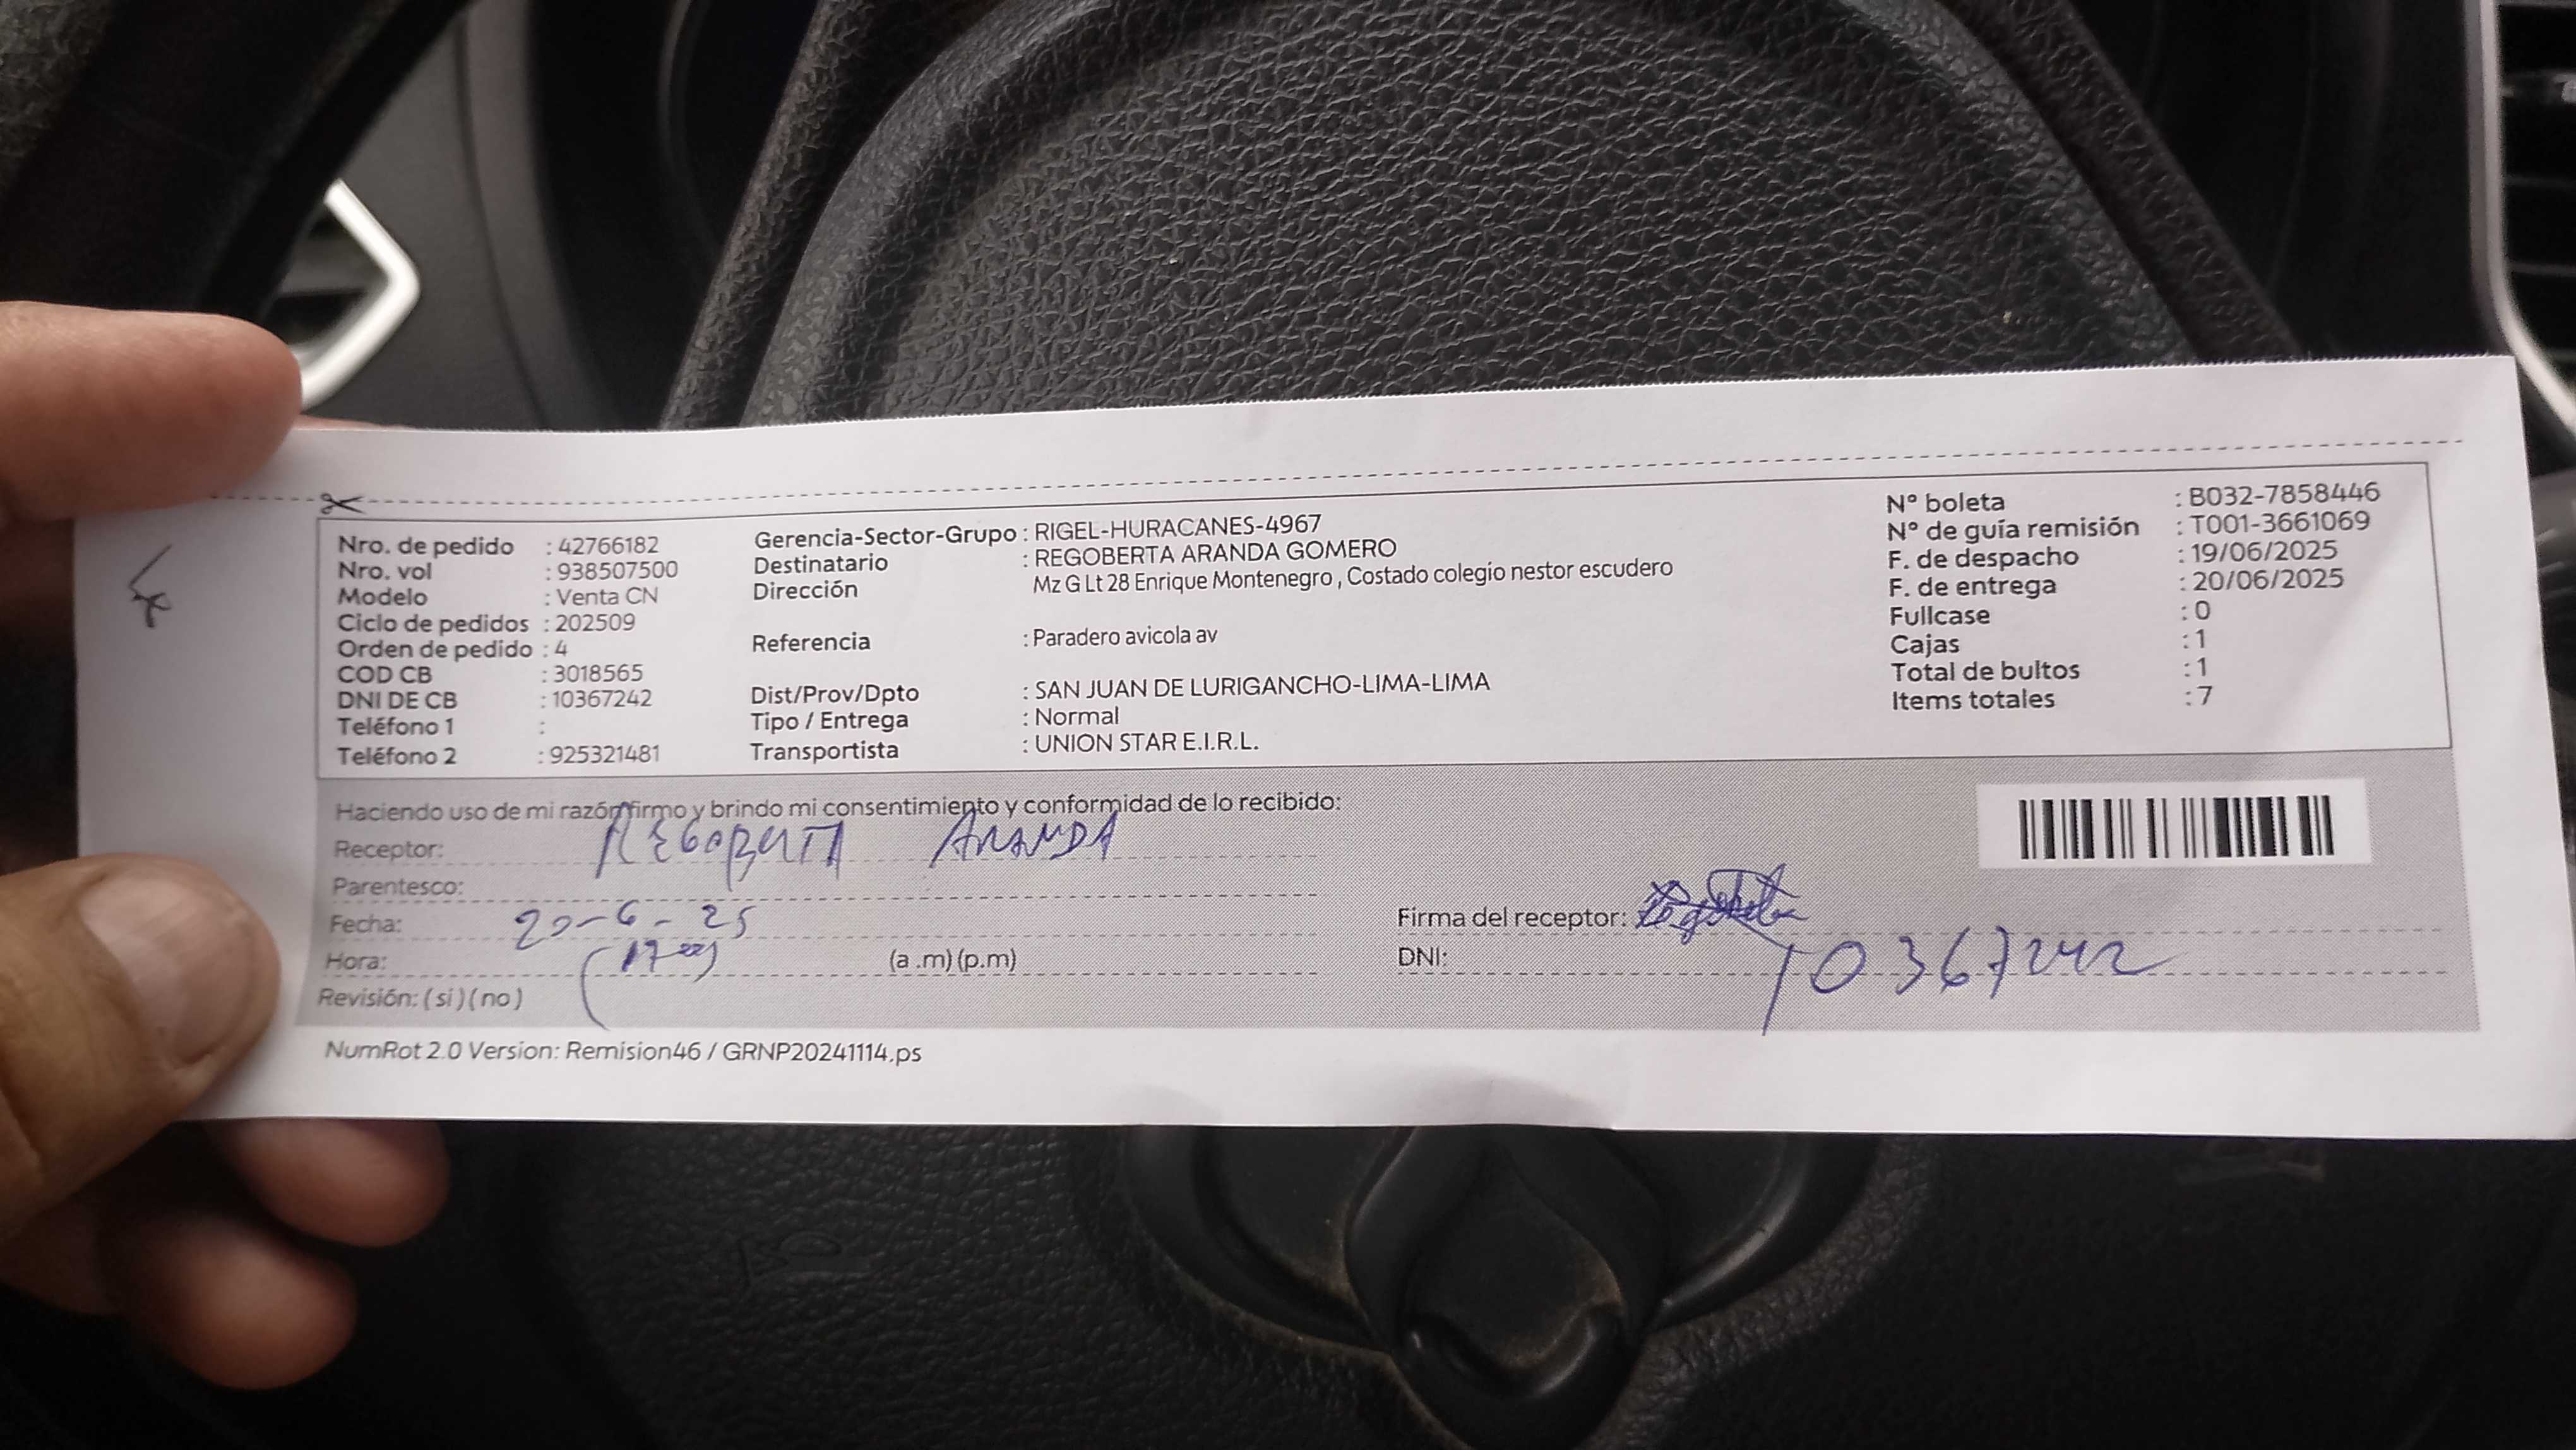 Nro. de pedido : 42766182
Nro. vol : 938507500
Modelo : Venta CN
Ciclo de pedidos : 202509
Orden de pedido : 4
COD CB : 3018565
DNI DE CB : 10367242
Teléfono 1 :
Teléfono 2 : 925321481
Gerencia-Sector-Grupo : RIGEL-HURACANES-4967
Destinatario : REGOBERTA ARANDA GOMERO
Dirección Mz G Lt 28 Enrique Montenegro , Costado colegio nestor escudero
Referencia : Paradero avicola av
Dist/Prov/Dpto : SAN JUAN DE LURIGANCHO-LIMA-LIMA
Tipo / Entrega : Normal
Transportista : UNION STAR E.I.R.L.
N° boleta : B032-7858446
N° de guía remisión : T001-3661069
F. de despacho : 19/06/2025
F. de entrega : 20/06/2025
Fullcase : 0
Cajas : 1
Total de bultos : 1
Items totales : 7
Haciendo uso de mi razón firmo y brindo mi consentimiento y conformidad de lo recibido:
Receptor: REGOBERTA ARANDA
Parentesco:
Fecha: 20-6-25
Hora: (17 00) (a .m) (p.m)
Revisión: ( si ) ( no )
Firma del receptor:
DNI: 10367242
NumRot 2.0 Version: Remision46 / GRNP20241114.ps